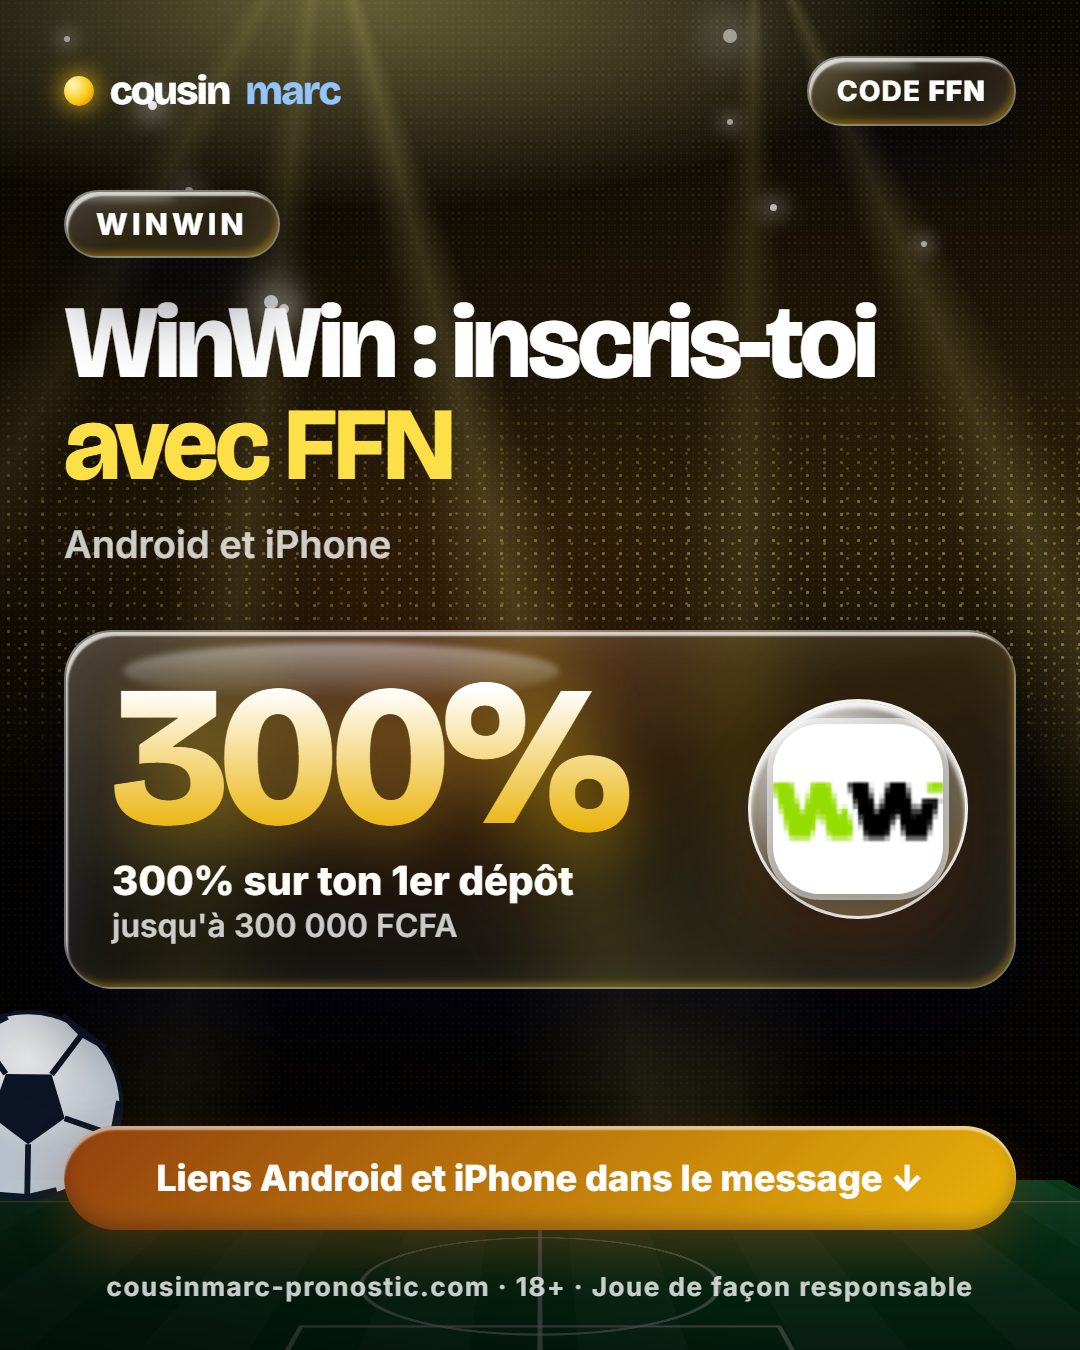 cousin marc
CODE FFN
WINWIN
WinWin : inscris-toi
avec FFN
Android et iPhone
300%
300% sur ton 1er dépôt
jusqu'à 300 000 FCFA
WW
Liens Android et iPhone dans le message ↓
cousinmarc-pronostic.com · 18+ · Joue de façon responsable